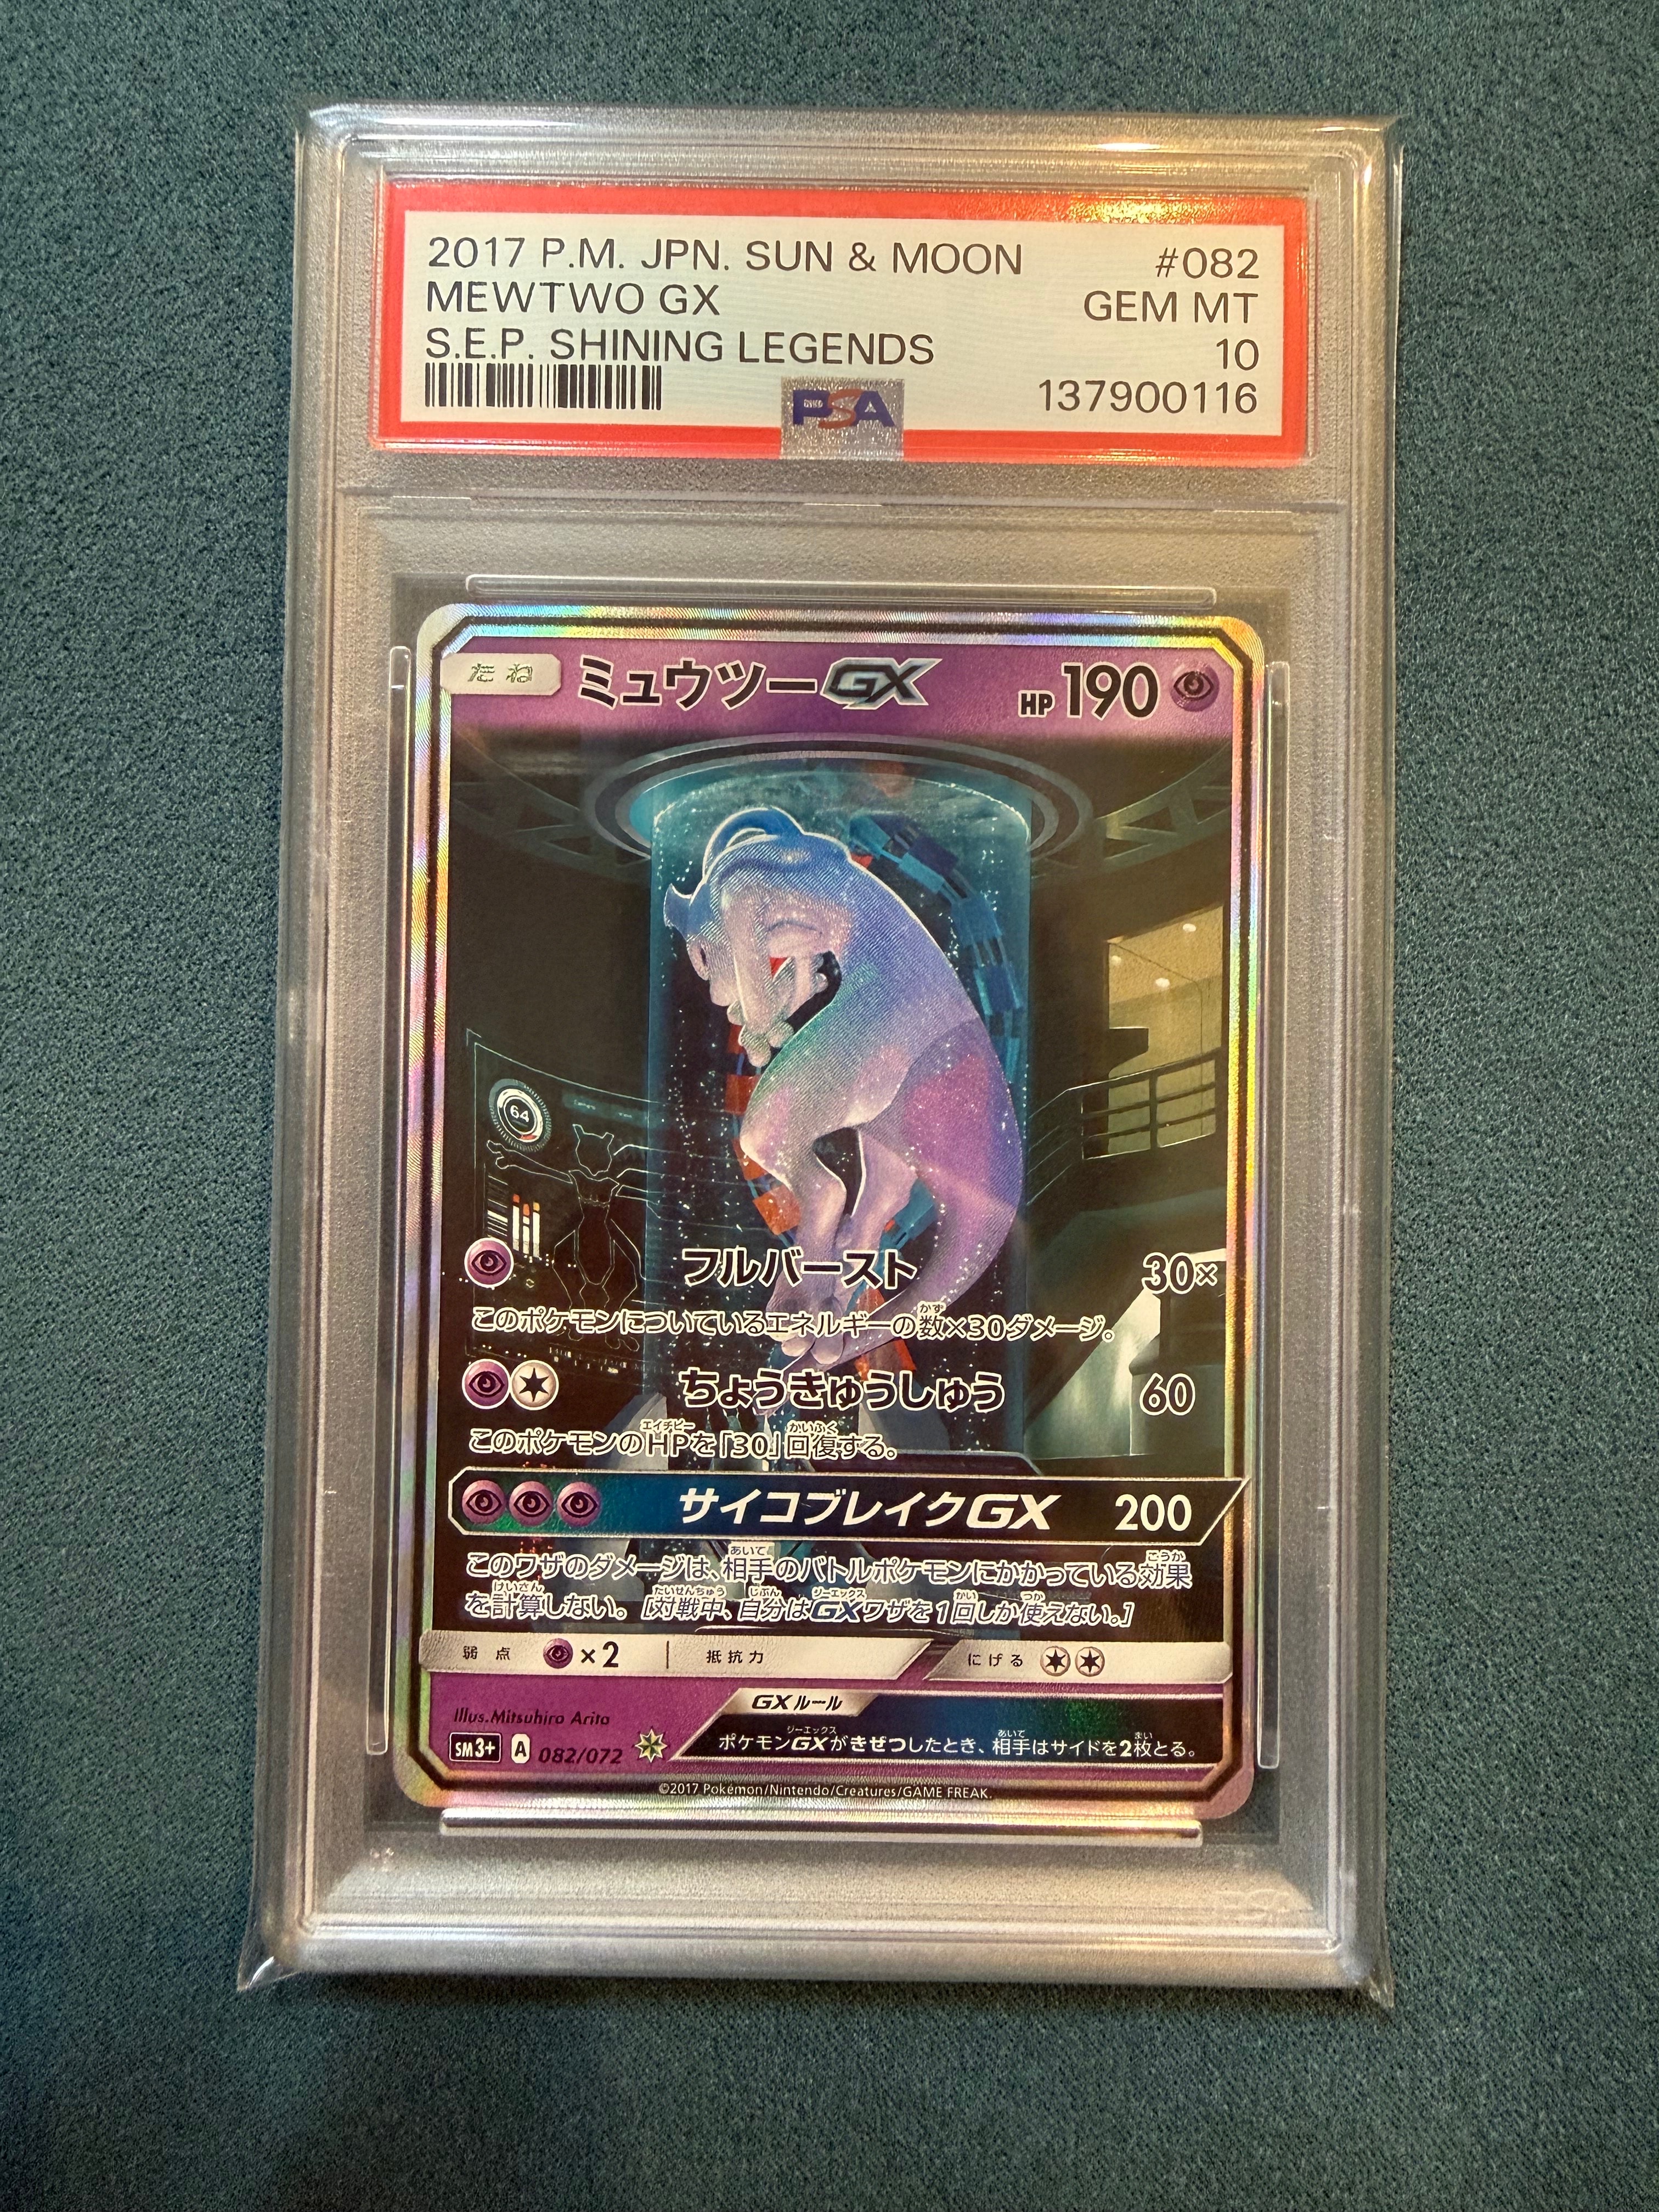 2017 P.M. JPN. SUN & MOON #082
MEWTWO GX GEM MT
S.E.P. SHINING LEGENDS 10
PSA 137900116
たね ミュウツーGX HP190
64
フルバースト 30×
このポケモンについているエネルギーの数×30ダメージ。
ちょうきゅうしゅう 60
このポケモンのHPを「30」回復する。
サイコブレイクGX 200
このワザのダメージは、相手のバトルポケモンにかかっている効果
を計算しない。[対戦中、自分はGXワザを1回しか使えない。]
弱点 ×2 抵抗力 にげる
Illus.Mitsuhiro Arita
GXルール
SM3+ A 082/072
ポケモンGXがきぜつしたとき、相手はサイドを2枚とる。
©2017 Pokémon/Nintendo/Creatures/GAME FREAK.